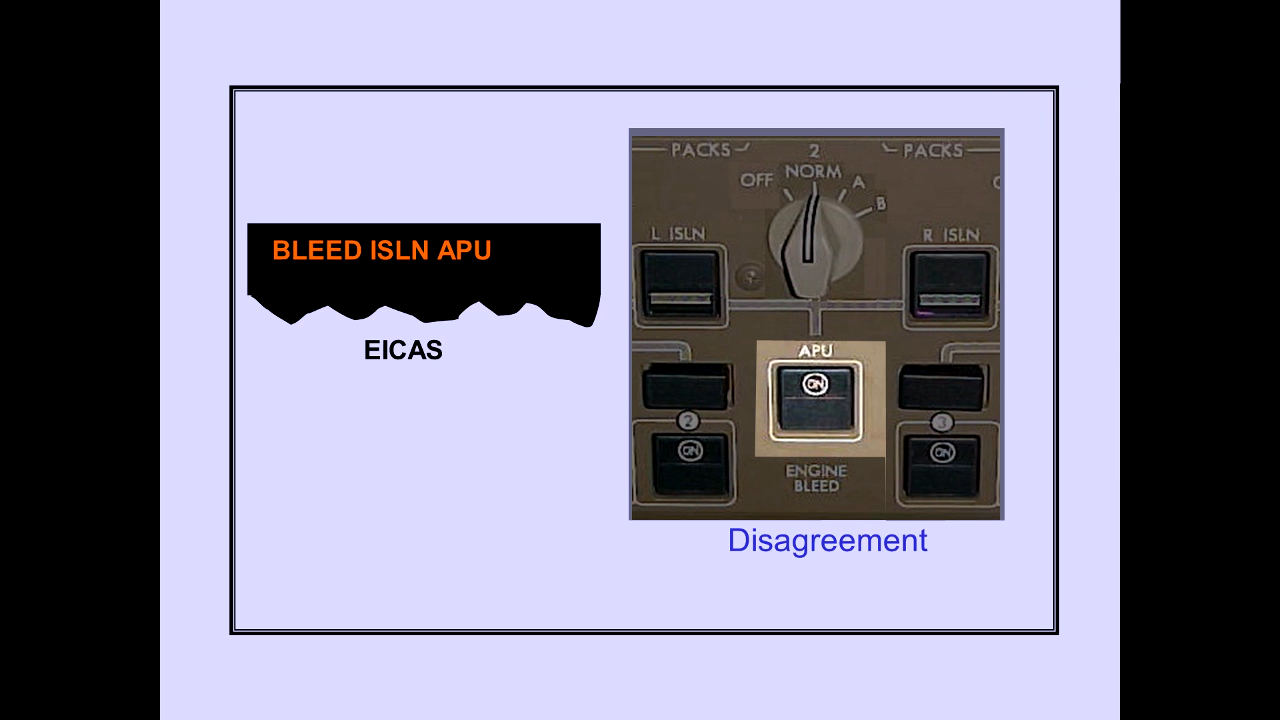 PACKS
2
PACKS
OFF
NORM
A
B
L ISLN
R ISLN
BLEED ISLN APU
EICAS
APU
ON
2
3
ON
ON
ENGINE
BLEED
Disagreement